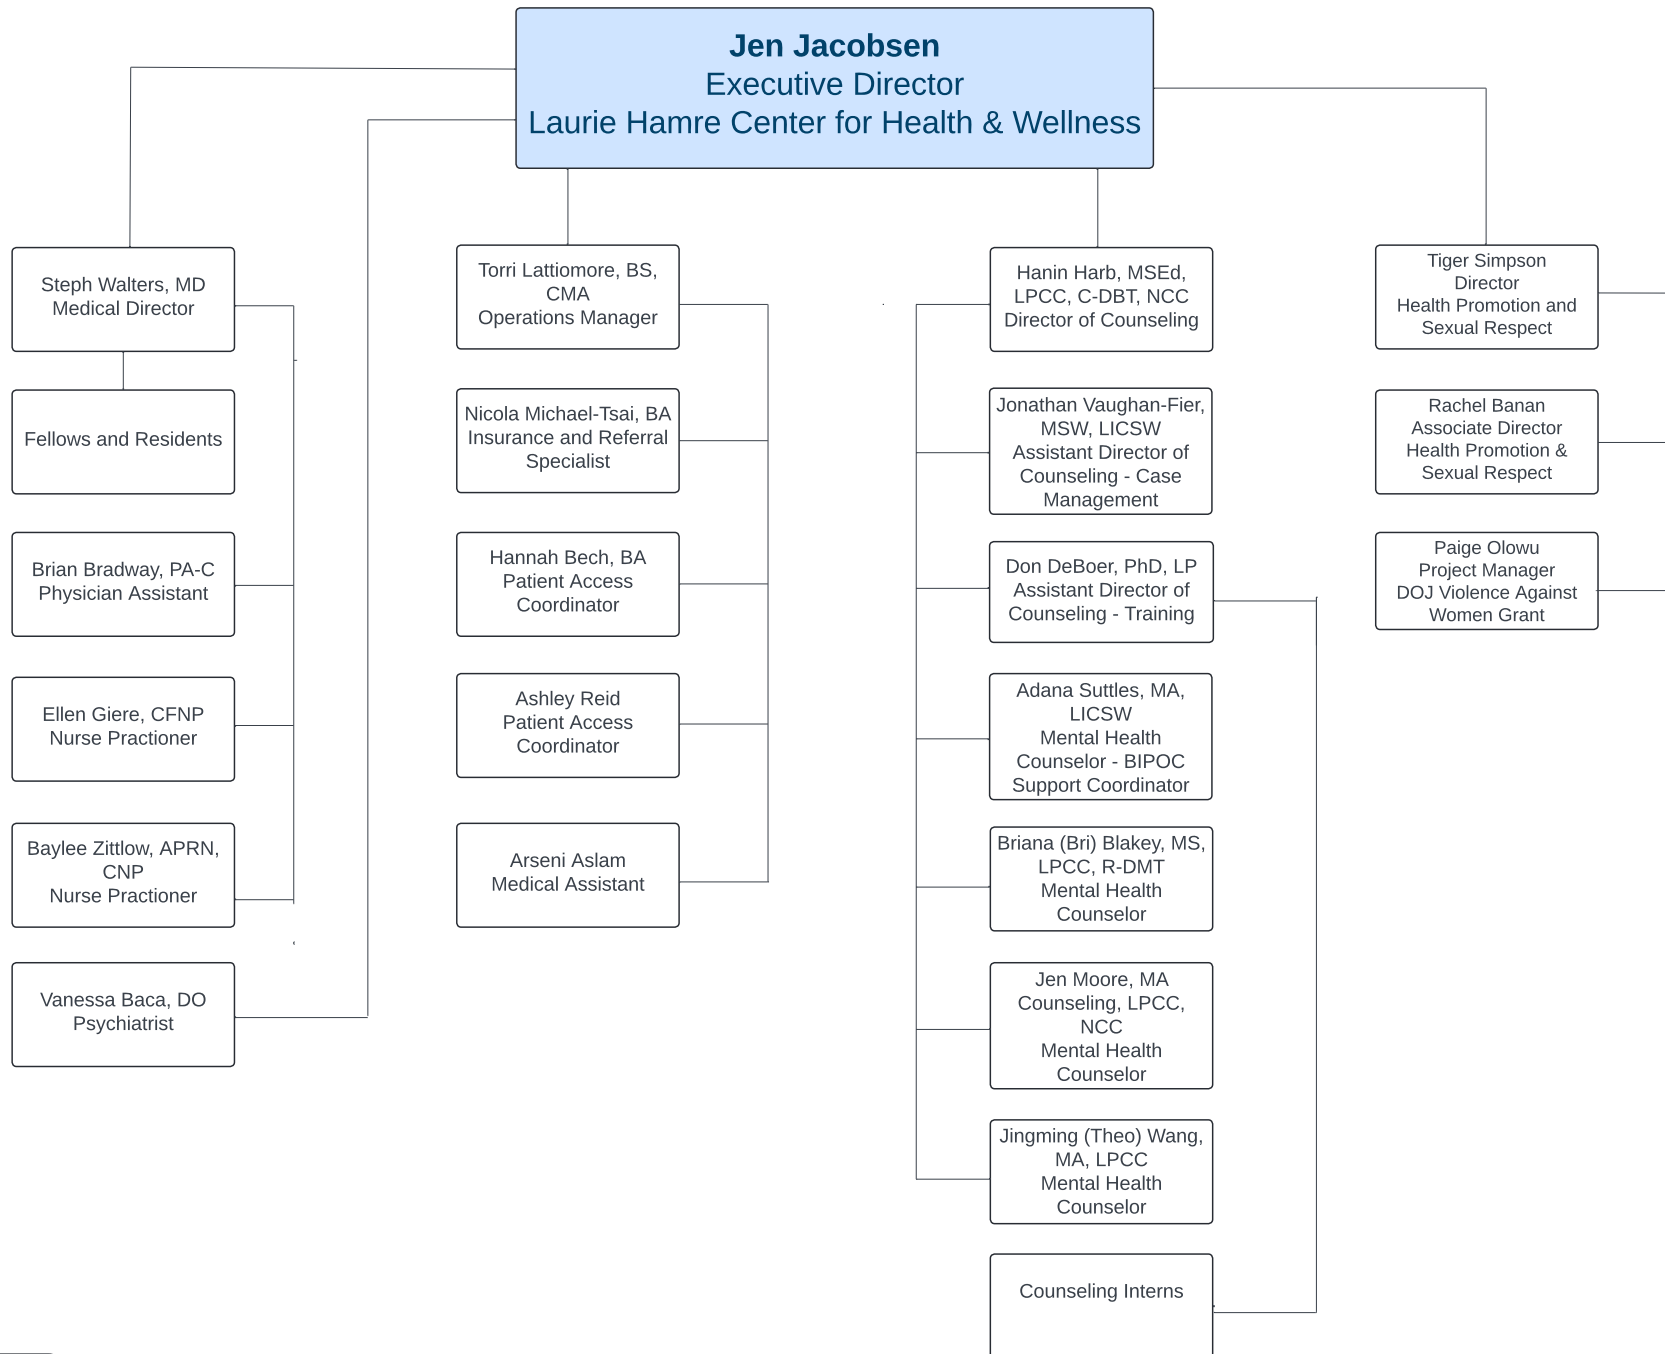 Jen Jacobsen
Executive Director
Laurie Hamre Center for Health & Wellness
Steph Walters, MD
Medical Director
Fellows and Residents
Brian Bradway, PA-C
Physician Assistant
Ellen Giere, CFNP
Nurse Practioner
Baylee Zittlow, APRN,
CNP
Nurse Practioner
Vanessa Baca, DO
Psychiatrist
Torri Lattiomore, BS,
CMA
Operations Manager
Nicola Michael-Tsai, BA
Insurance and Referral
Specialist
Hannah Bech, BA
Patient Access
Coordinator
Ashley Reid
Patient Access
Coordinator
Arseni Aslam
Medical Assistant
Hanin Harb, MSEd,
LPCC, C-DBT, NCC
Director of Counseling
Jonathan Vaughan-Fier,
MSW, LICSW
Assistant Director of
Counseling - Case
Management
Don DeBoer, PhD, LP
Assistant Director of
Counseling - Training
Adana Suttles, MA,
LICSW
Mental Health
Counselor - BIPOC
Support Coordinator
Briana (Bri) Blakey, MS,
LPCC, R-DMT
Mental Health
Counselor
Jen Moore, MA
Counseling, LPCC,
NCC
Mental Health
Counselor
Jingming (Theo) Wang,
MA, LPCC
Mental Health
Counselor
Counseling Interns
Tiger Simpson
Director
Health Promotion and
Sexual Respect
Rachel Banan
Associate Director
Health Promotion &
Sexual Respect
Paige Olowu
Project Manager
DOJ Violence Against
Women Grant